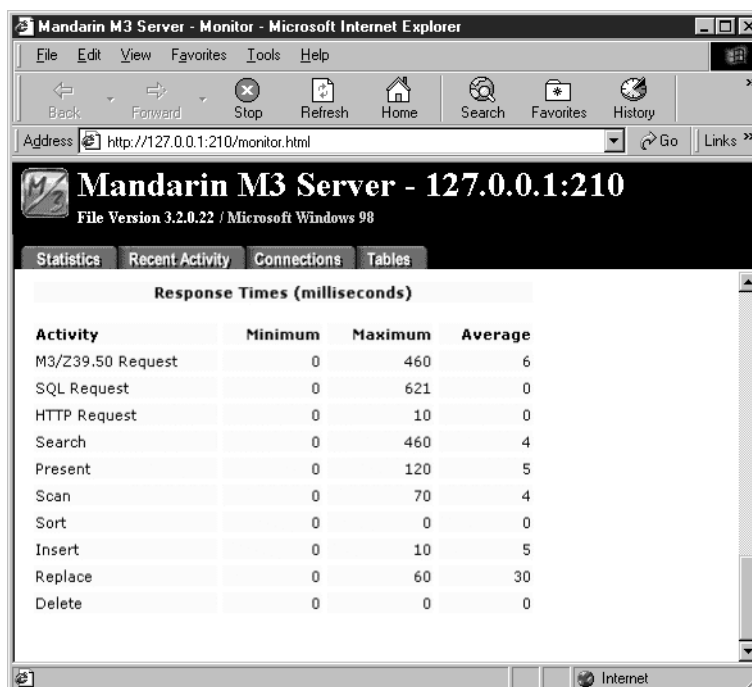 Mandarin M3 Server - Monitor - Microsoft Internet Explorer
File Edit View Favorites Tools Help
Back Forward Stop Refresh Home Search Favorites History »
Address http://127.0.0.1:210/monitor.html Go Links »
M/3 Mandarin M3 Server - 127.0.0.1:210
File Version 3.2.0.22 / Microsoft Windows 98
Statistics Recent Activity Connections Tables
Response Times (milliseconds)
Activity Minimum Maximum Average
M3/Z39.50 Request 0 460 6
SQL Request 0 621 0
HTTP Request 0 10 0
Search 0 460 4
Present 0 120 5
Scan 0 70 4
Sort 0 0 0
Insert 0 10 5
Replace 0 60 30
Delete 0 0 0
Internet